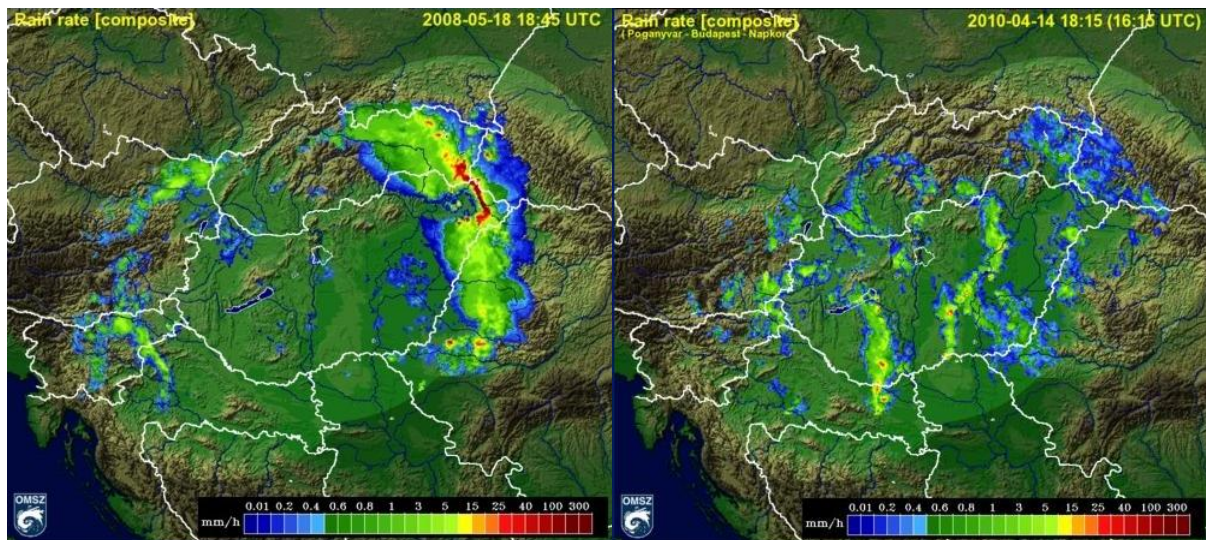 Rain rate [composite] 2008-05-18 18:45 UTC
OMSZ
mm/h 0.01 0.2 0.4 0.6 0.8 1 3 5 15 25 40 100 300
Rain rate [composite] 2010-04-14 18:15 (16:15 UTC)
( Poganyvar - Budapest - Napkor )
OMSZ
mm/h 0.01 0.2 0.4 0.6 0.8 1 3 5 15 25 40 100 300